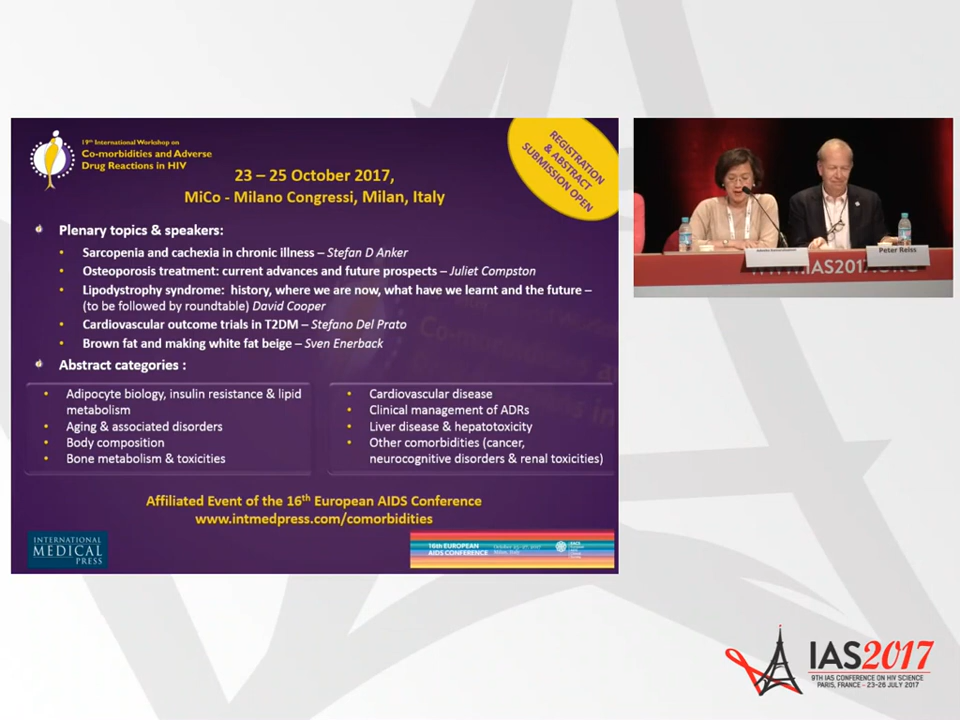 19th International Workshop on
Co-morbidities and Adverse
Drug Reactions in HIV
REGISTRATION
& ABSTRACT
SUBMISSION OPEN
23 – 25 October 2017,
MiCo - Milano Congressi, Milan, Italy
Plenary topics & speakers:
• Sarcopenia and cachexia in chronic illness – Stefan D Anker
• Osteoporosis treatment: current advances and future prospects – Juliet Compston
• Lipodystrophy syndrome: history, where we are now, what have we learnt and the future –
(to be followed by roundtable) David Cooper
• Cardiovascular outcome trials in T2DM – Stefano Del Prato
• Brown fat and making white fat beige – Sven Enerback
Abstract categories :
• Adipocyte biology, insulin resistance & lipid
metabolism
• Aging & associated disorders
• Body composition
• Bone metabolism & toxicities
• Cardiovascular disease
• Clinical management of ADRs
• Liver disease & hepatotoxicity
• Other comorbidities (cancer,
neurocognitive disorders & renal toxicities)
Affiliated Event of the 16th European AIDS Conference
www.intmedpress.com/comorbidities
INTERNATIONAL
MEDICAL
PRESS
16th EUROPEAN
AIDS CONFERENCE
Milan, Italy
EACS
Peter Reiss
IAS2017
IAS2017
9TH IAS CONFERENCE ON HIV SCIENCE
PARIS, FRANCE – 23-26 JULY 2017